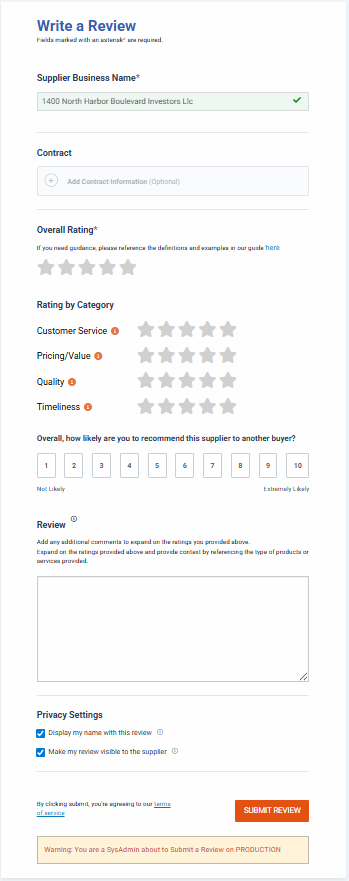 Write a Review
Fields marked with an asterisk* are required.
Supplier Business Name*
1400 North Harbor Boulevard Investors Llc
Contract
Add Contract Information (Optional)
Overall Rating*
If you need guidance, please reference the definitions and examples in our guide here
Rating by Category
Customer Service
Pricing/Value
Quality
Timeliness
Overall, how likely are you to recommend this supplier to another buyer?
1 2 3 4 5 6 7 8 9 10
Not Likely Extremely Likely
Review
Add any additional comments to expand on the ratings you provided above.
Expand on the ratings provided above and provide context by referencing the type of products or
services provided.
Privacy Settings
Display my name with this review
Make my review visible to the supplier
By clicking submit, you're agreeing to our terms
of service
SUBMIT REVIEW
Warning: You are a SysAdmin about to Submit a Review on PRODUCTION